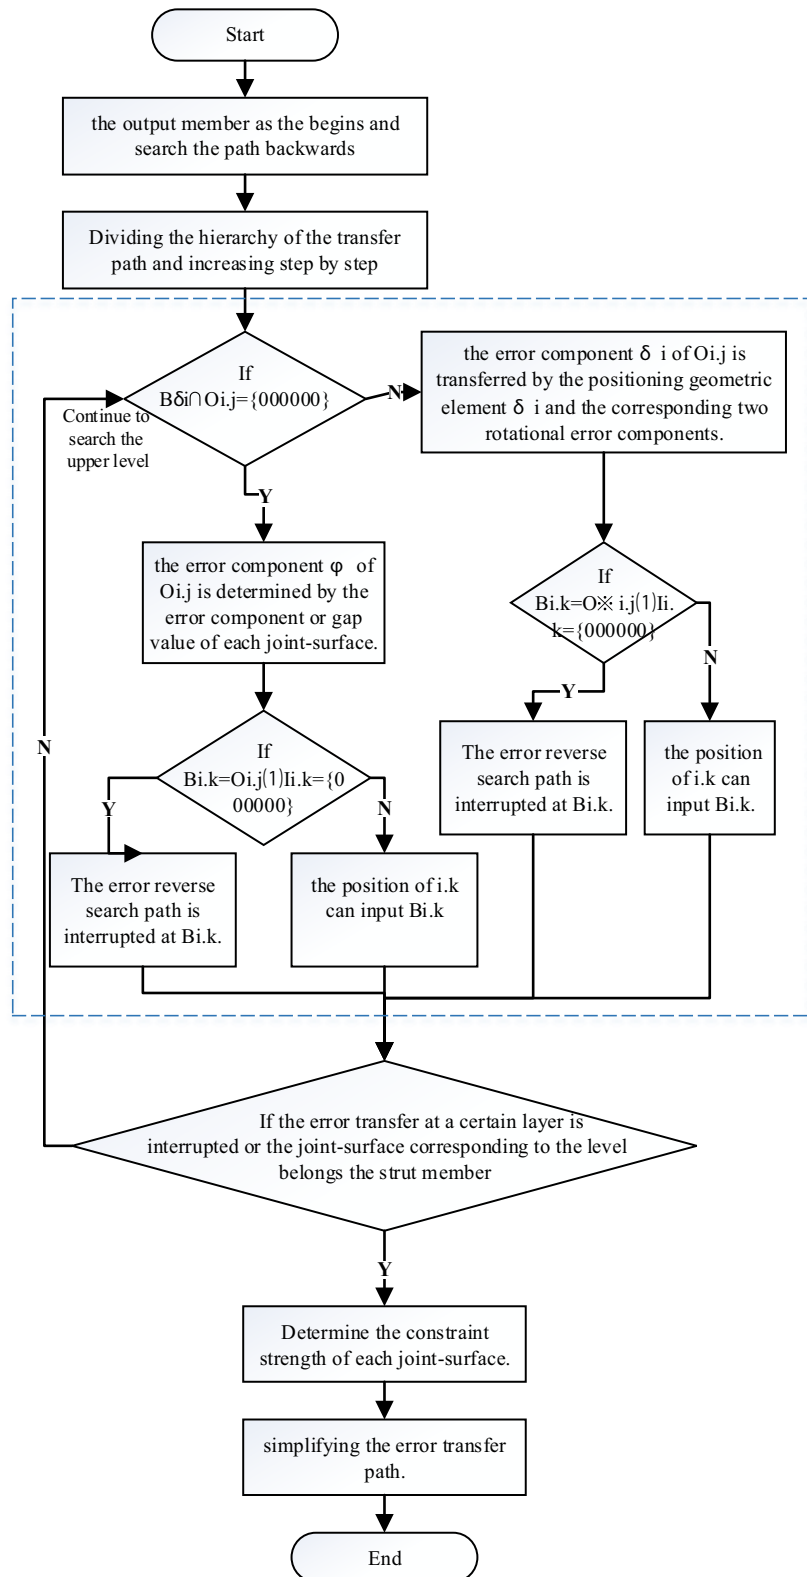 Start
the output member as the begins and
search the path backwards
Dividing the hierarchy of the transfer
path and increasing step by step
If
Bδi∩Oi.j={000000}
N
the error component δ i of Oi.j is
transferred by the positioning geometric
element δ i and the corresponding two
rotational error components.
Continue to
search the
upper level
Y
the error component φ of
Oi.j is determined by the
error component or gap
value of each joint-surface.
If
Bi.k=O※ i.j(1)Ii.
k={000000}
Y
N
The error reverse
search path is
interrupted at Bi.k.
the position
of i.k can
input Bi.k.
If
Bi.k=Oi.j(1)Ii.k={0
00000}
Y
N
N
The error reverse
search path is
interrupted at Bi.k.
the position of i.k
can input Bi.k
If the error transfer at a certain layer is
interrupted or the joint-surface corresponding to the level
belongs the strut member
Y
Determine the constraint
strength of each joint-surface.
simplifying the error transfer
path.
End